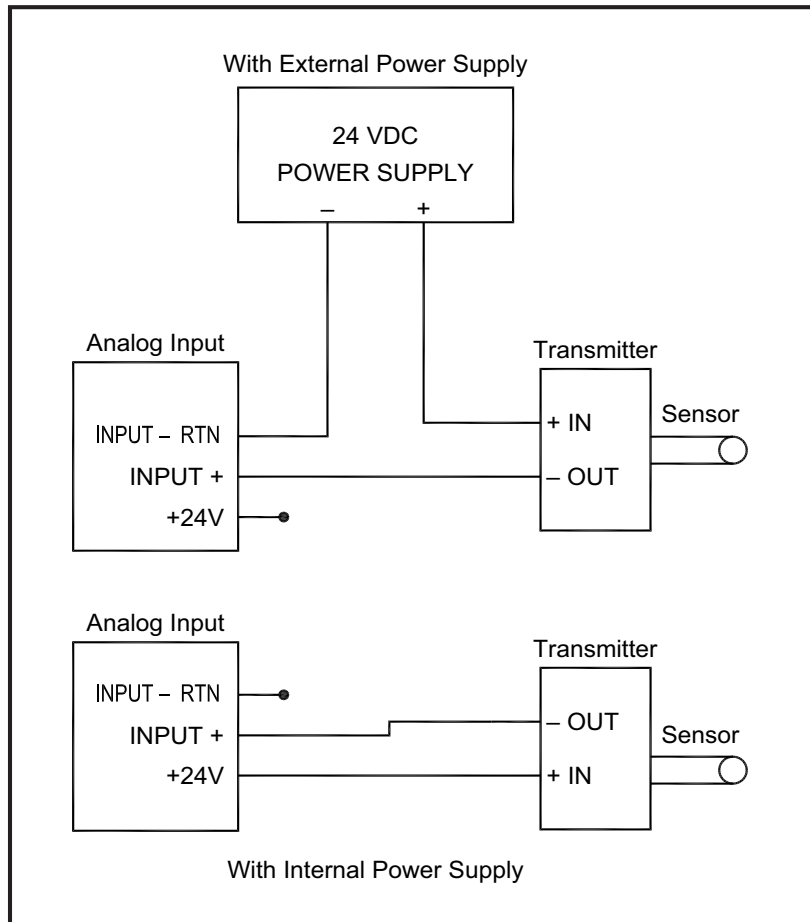 With External Power Supply
24 VDC
POWER SUPPLY
– +
Analog Input
INPUT – RTN
INPUT +
+24V
Transmitter
+ IN
– OUT
Sensor
Analog Input
INPUT – RTN
INPUT +
+24V
Transmitter
– OUT
+ IN
Sensor
With Internal Power Supply